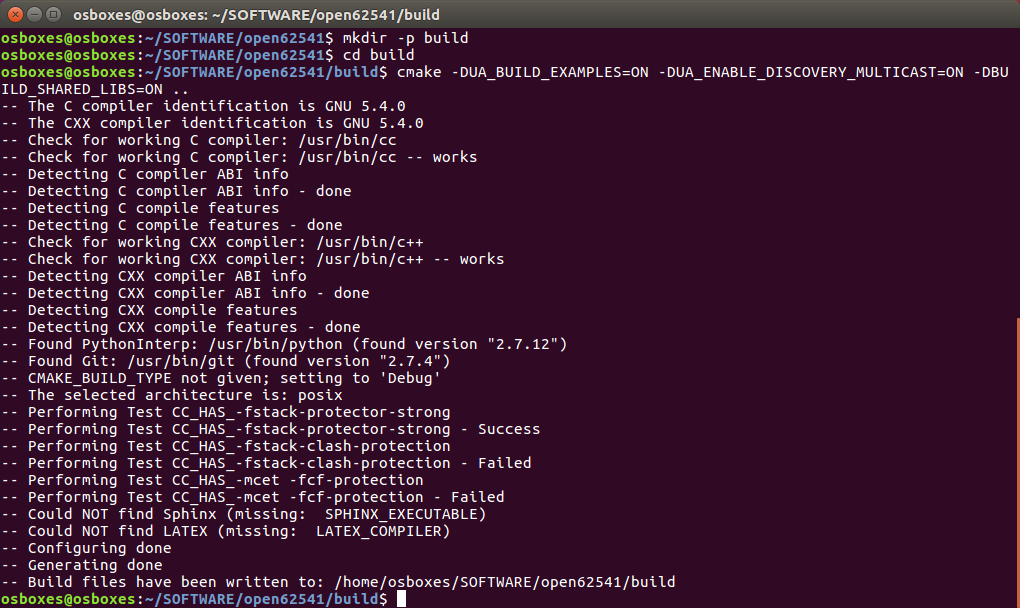 osboxes@osboxes: ~/SOFTWARE/open62541/build
osboxes@osboxes:~/SOFTWARE/open62541$ mkdir -p build
osboxes@osboxes:~/SOFTWARE/open62541$ cd build
osboxes@osboxes:~/SOFTWARE/open62541/build$ cmake -DUA_BUILD_EXAMPLES=ON -DUA_ENABLE_DISCOVERY_MULTICAST=ON -DBU
ILD_SHARED_LIBS=ON ..
-- The C compiler identification is GNU 5.4.0
-- The CXX compiler identification is GNU 5.4.0
-- Check for working C compiler: /usr/bin/cc
-- Check for working C compiler: /usr/bin/cc -- works
-- Detecting C compiler ABI info
-- Detecting C compiler ABI info - done
-- Detecting C compile features
-- Detecting C compile features - done
-- Check for working CXX compiler: /usr/bin/c++
-- Check for working CXX compiler: /usr/bin/c++ -- works
-- Detecting CXX compiler ABI info
-- Detecting CXX compiler ABI info - done
-- Detecting CXX compile features
-- Detecting CXX compile features - done
-- Found PythonInterp: /usr/bin/python (found version "2.7.12")
-- Found Git: /usr/bin/git (found version "2.7.4")
-- CMAKE_BUILD_TYPE not given; setting to 'Debug'
-- The selected architecture is: posix
-- Performing Test CC_HAS_-fstack-protector-strong
-- Performing Test CC_HAS_-fstack-protector-strong - Success
-- Performing Test CC_HAS_-fstack-clash-protection
-- Performing Test CC_HAS_-fstack-clash-protection - Failed
-- Performing Test CC_HAS_-mcet -fcf-protection
-- Performing Test CC_HAS_-mcet -fcf-protection - Failed
-- Could NOT find Sphinx (missing:  SPHINX_EXECUTABLE)
-- Could NOT find LATEX (missing:  LATEX_COMPILER)
-- Configuring done
-- Generating done
-- Build files have been written to: /home/osboxes/SOFTWARE/open62541/build
osboxes@osboxes:~/SOFTWARE/open62541/build$